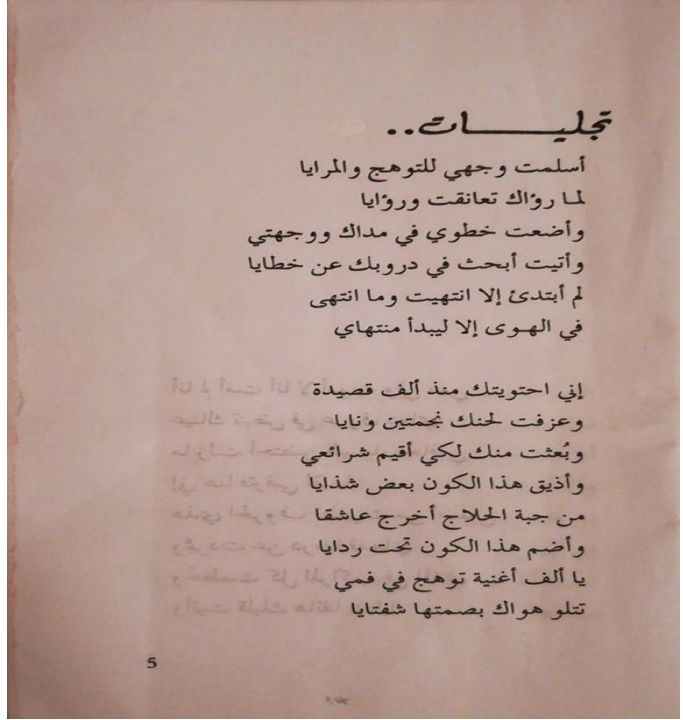 تجليات..
أسلمت وجهي للتوهج والمرايا
لما رؤاك تعانقت ورؤايا
وأضعت خطوي في مداك ووجهتي
وأتيت أبحث في دروبك عن خطايا
لم أبتدئ إلا انتهيت وما انتهى
في الهوى إلا ليبدأ منتهاي
إني احتويتك منذ ألف قصيدة
وعزفت لحنك نجمتين ونايا
وبُعثت منك لكي أقيم شرائعي
وأذيق هذا الكون بعض شذايا
من جبة الحلاج أخرج عاشقا
وأضم هذا الكون تحت ردايا
يا ألف أغنية توهج في فمي
تتلو هواك بصمتها شفتايا
5